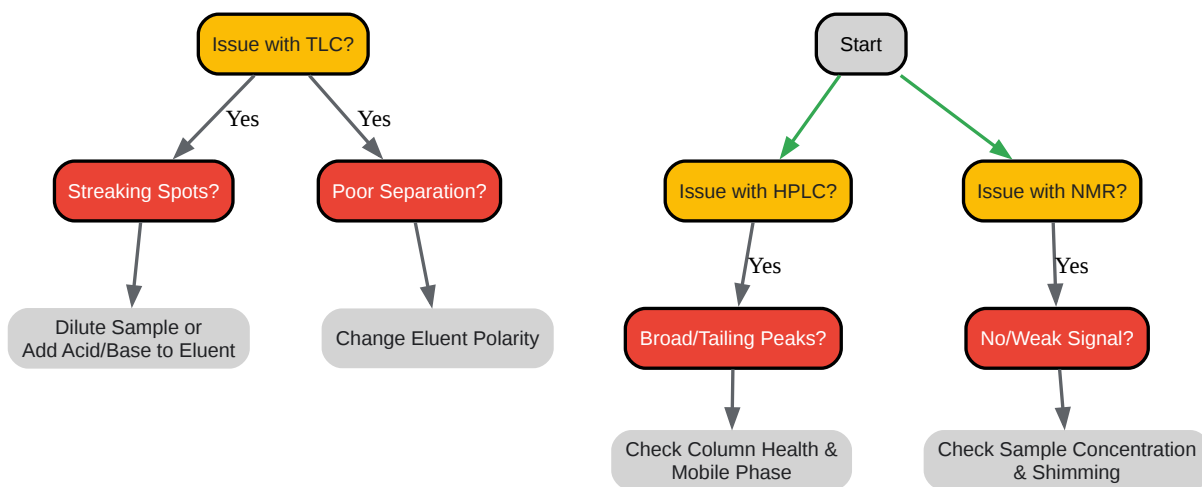 Issue with TLC?
Start
Yes
Yes
Streaking Spots?
Poor Separation?
Issue with HPLC?
Issue with NMR?
Yes
Yes
Dilute Sample or
Add Acid/Base to Eluent
Change Eluent Polarity
Broad/Tailing Peaks?
No/Weak Signal?
Check Column Health &
Mobile Phase
Check Sample Concentration
& Shimming